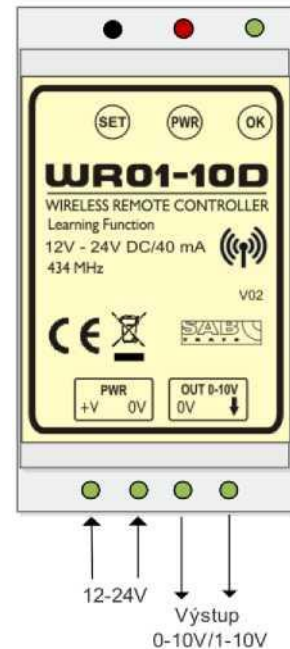 SET PWR OK
WR01-10D
WIRELESS REMOTE CONTROLLER
Learning Function
12V - 24V DC/40 mA
434 MHz
V02
CE
SABO
PWR
+V 0V
OUT 0-10V
0V
12-24V
Výstup
0-10V/1-10V